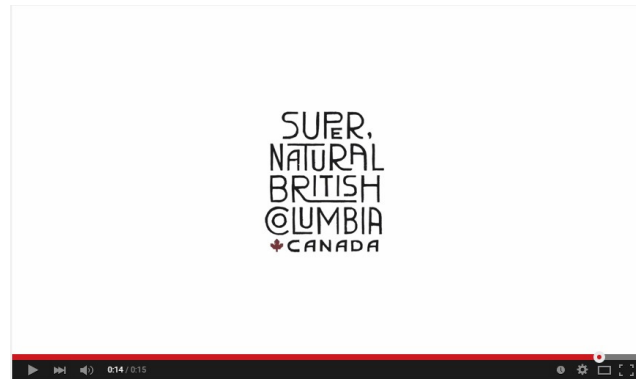 SUPER,
NATURAL
BRITISH
COLUMBIA
CANADA
0:14 / 0:15